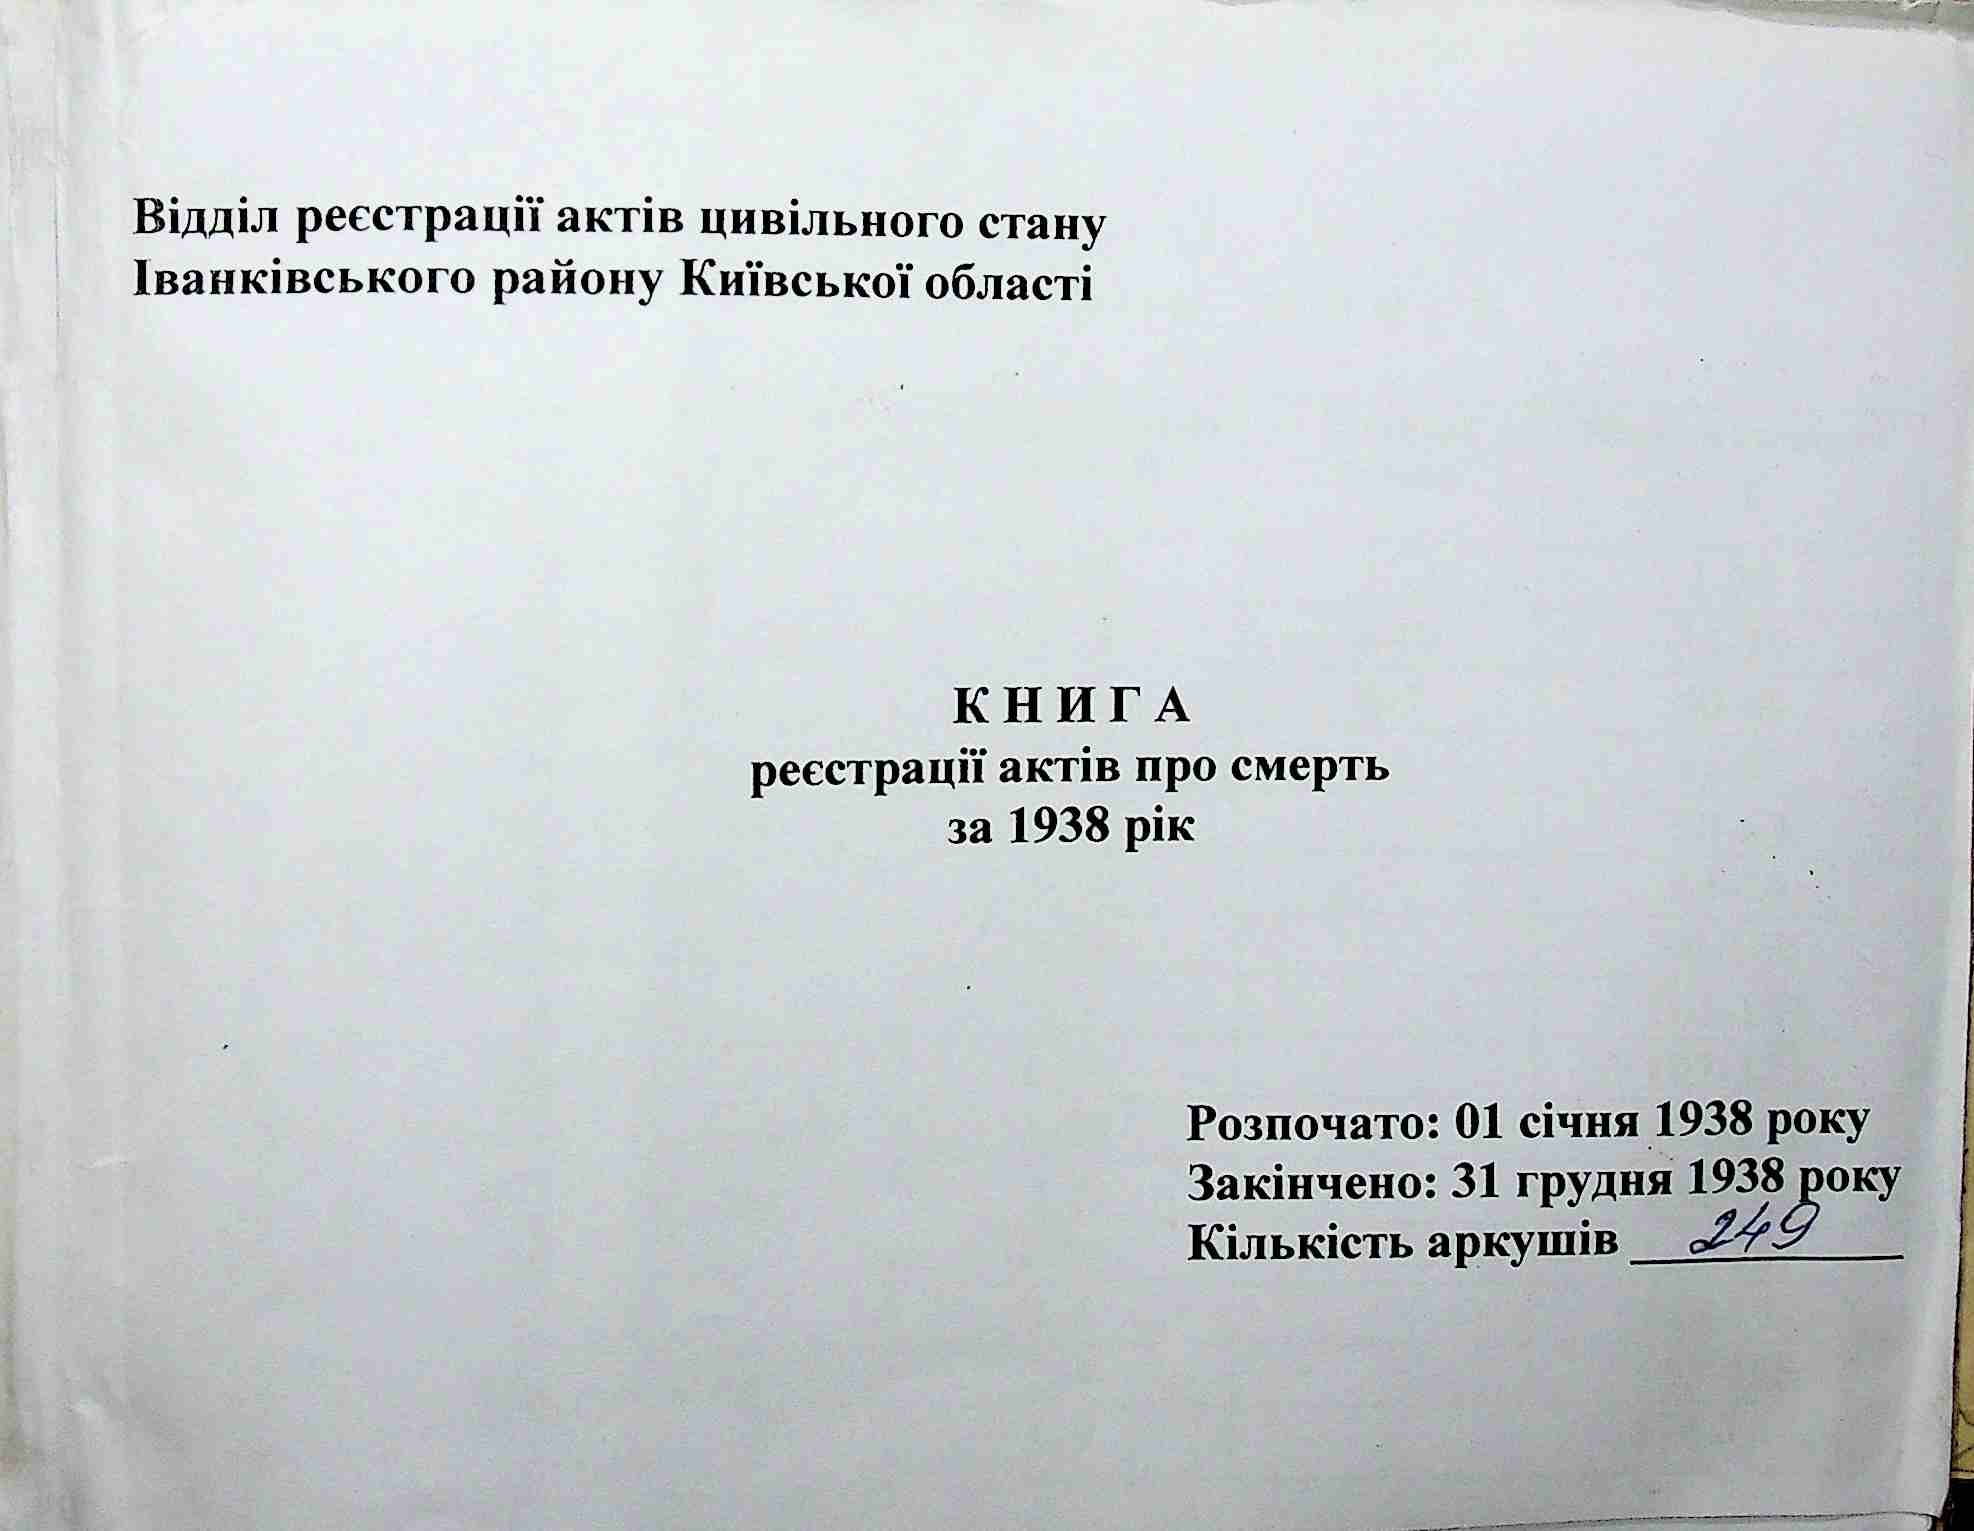 Відділ реєстрації актів цивільного стану
Іванківського району Київської області
К Н И Г А
реєстрації актів про смерть
за 1938 рік
Розпочато: 01 січня 1938 року
Закінчено: 31 грудня 1938 року
Кількість аркушів 249